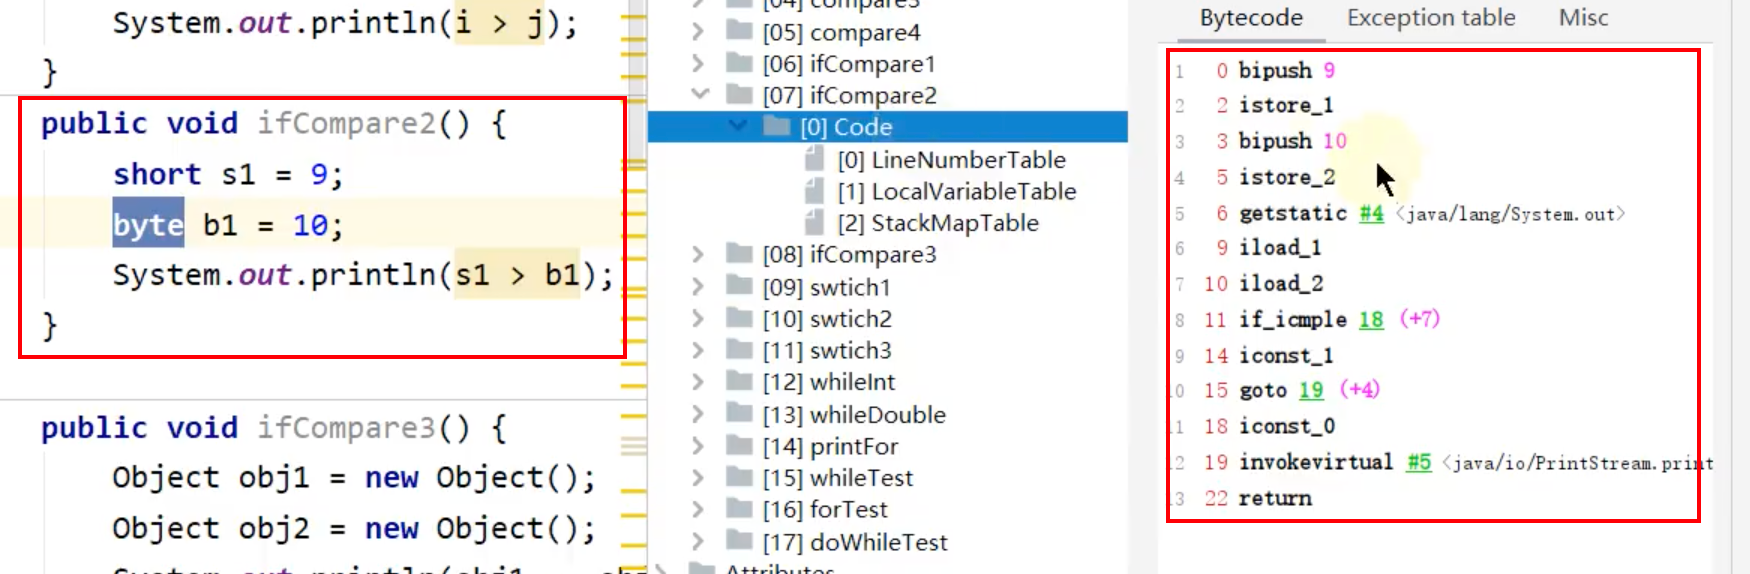 System.out.println(i > j);
}
public void ifCompare2() {
short s1 = 9;
byte b1 = 10;
System.out.println(s1 > b1);
}
public void ifCompare3() {
Object obj1 = new Object();
Object obj2 = new Object();
[04] compare3
[05] compare4
[06] ifCompare1
[07] ifCompare2
[0] Code
[0] LineNumberTable
[1] LocalVariableTable
[2] StackMapTable
[08] ifCompare3
[09] swtich1
[10] swtich2
[11] swtich3
[12] whileInt
[13] whileDouble
[14] printFor
[15] whileTest
[16] forTest
[17] doWhileTest
Attributes
Bytecode Exception table Misc
1 0 bipush 9
2 2 istore_1
3 3 bipush 10
4 5 istore_2
5 6 getstatic #4 <java/lang/System.out>
6 9 iload_1
7 10 iload_2
8 11 if_icmple 18 (+7)
9 14 iconst_1
10 15 goto 19 (+4)
11 18 iconst_0
12 19 invokevirtual #5 <java/io/PrintStream.print
13 22 return